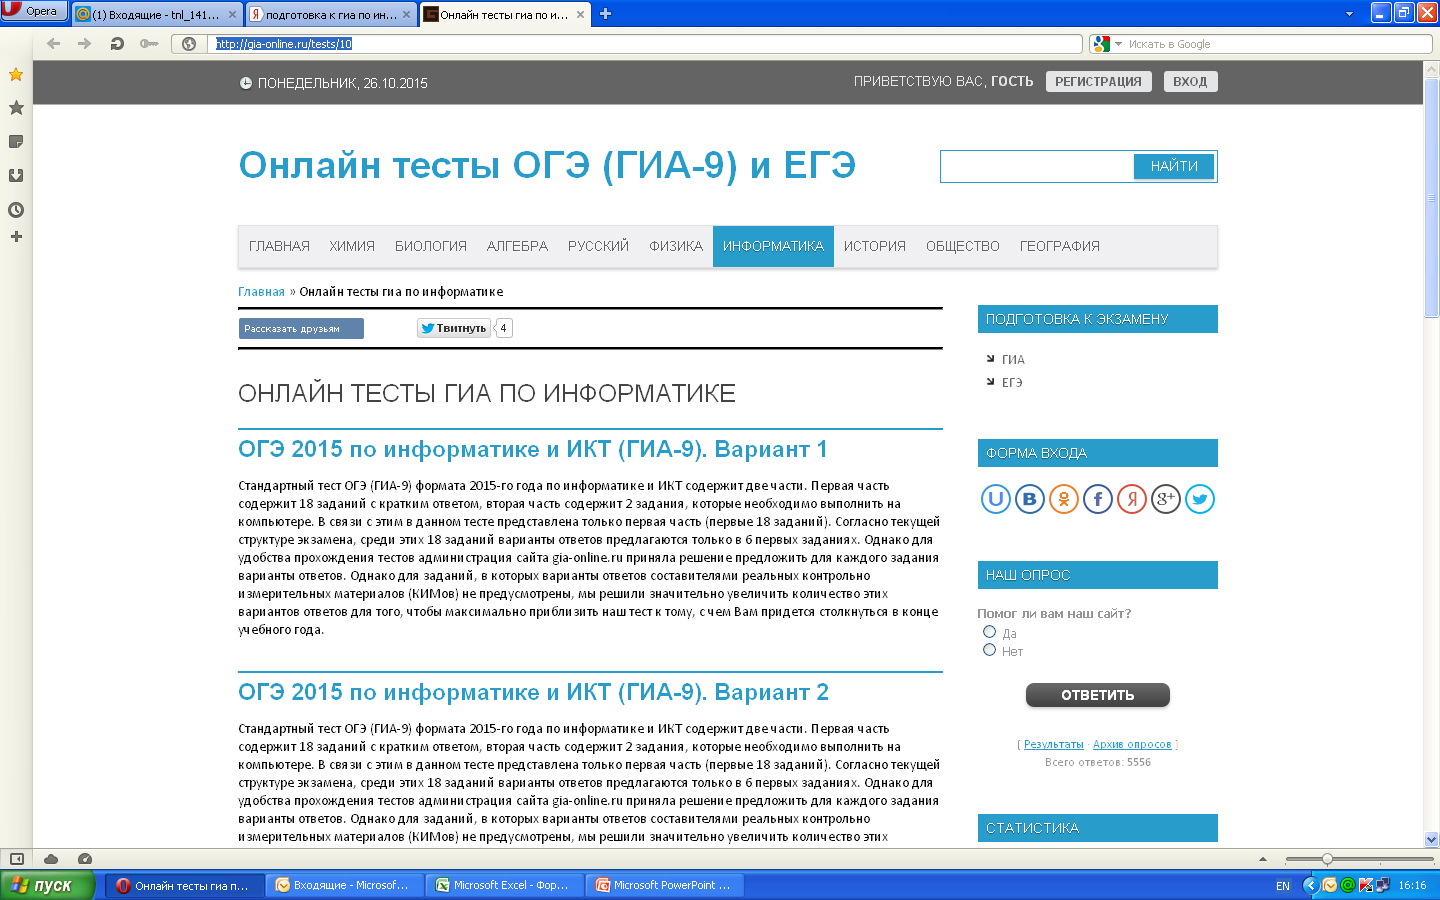 Opera
(1) Входящие - tnl_141...
подготовка к гиа по ин...
Онлайн тесты гиа по и...
http://gia-online.ru/tests/10
Искать в Google
ПОНЕДЕЛЬНИК, 26.10.2015
ПРИВЕТСТВУЮ ВАС, ГОСТЬ
РЕГИСТРАЦИЯ
ВХОД
Онлайн тесты ОГЭ (ГИА-9) и ЕГЭ
НАЙТИ
ГЛАВНАЯ ХИМИЯ БИОЛОГИЯ АЛГЕБРА РУССКИЙ ФИЗИКА ИНФОРМАТИКА ИСТОРИЯ ОБЩЕСТВО ГЕОГРАФИЯ
Главная » Онлайн тесты гиа по информатике
Рассказать друзьям
Твитнуть 4
ОНЛАЙН ТЕСТЫ ГИА ПО ИНФОРМАТИКЕ
ОГЭ 2015 по информатике и ИКТ (ГИА-9). Вариант 1
Стандартный тест ОГЭ (ГИА-9) формата 2015-го года по информатике и ИКТ содержит две части. Первая часть
содержит 18 заданий с кратким ответом, вторая часть содержит 2 задания, которые необходимо выполнить на
компьютере. В связи с этим в данном тесте представлена только первая часть (первые 18 заданий). Согласно текущей
структуре экзамена, среди этих 18 заданий варианты ответов предлагаются только в 6 первых заданиях. Однако для
удобства прохождения тестов администрация сайта gia-online.ru приняла решение предложить для каждого задания
варианты ответов. Однако для заданий, в которых варианты ответов составителями реальных контрольно
измерительных материалов (КИМов) не предусмотрены, мы решили значительно увеличить количество этих
вариантов ответов для того, чтобы максимально приблизить наш тест к тому, с чем Вам придется столкнуться в конце
учебного года.
ОГЭ 2015 по информатике и ИКТ (ГИА-9). Вариант 2
Стандартный тест ОГЭ (ГИА-9) формата 2015-го года по информатике и ИКТ содержит две части. Первая часть
содержит 18 заданий с кратким ответом, вторая часть содержит 2 задания, которые необходимо выполнить на
компьютере. В связи с этим в данном тесте представлена только первая часть (первые 18 заданий). Согласно текущей
структуре экзамена, среди этих 18 заданий варианты ответов предлагаются только в 6 первых заданиях. Однако для
удобства прохождения тестов администрация сайта gia-online.ru приняла решение предложить для каждого задания
варианты ответов. Однако для заданий, в которых варианты ответов составителями реальных контрольно
измерительных материалов (КИМов) не предусмотрены, мы решили значительно увеличить количество этих
ПОДГОТОВКА К ЭКЗАМЕНУ
ГИА
ЕГЭ
ФОРМА ВХОДА
НАШ ОПРОС
Помог ли вам наш сайт?
Да
Нет
ОТВЕТИТЬ
[ Результаты · Архив опросов ]
Всего ответов: 5556
СТАТИСТИКА
пуск
Онлайн тесты гиа п...
Входящие - Microsof...
Microsoft Excel - Фор...
Microsoft PowerPoint ...
EN
16:16